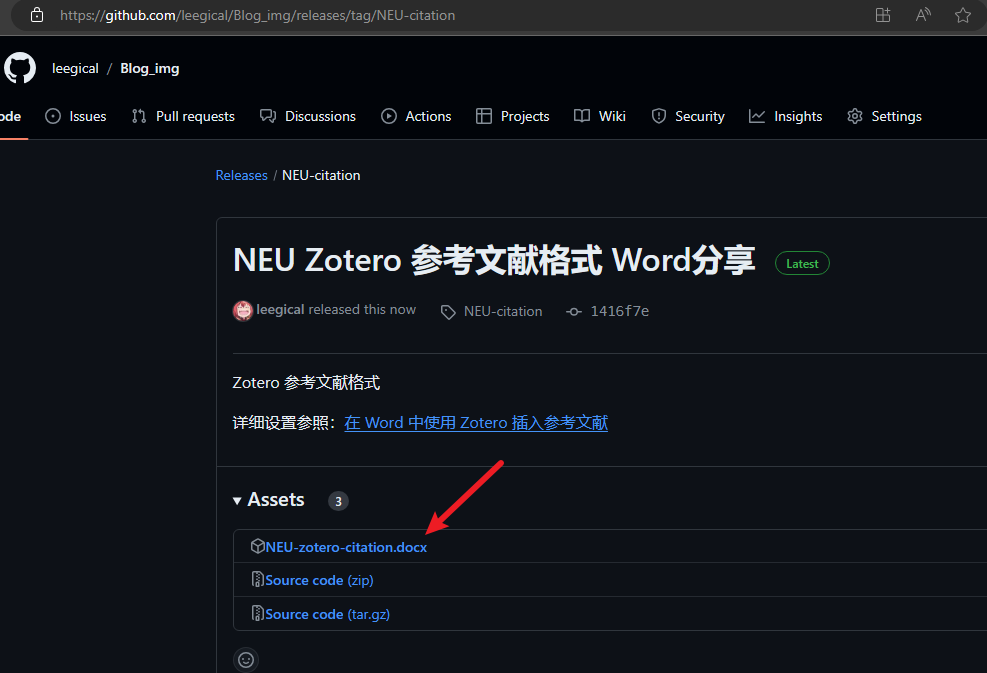 https://github.com/leegical/Blog_img/releases/tag/NEU-citation
leegical / Blog_img
ode Issues Pull requests Discussions Actions Projects Wiki Security Insights Settings
Releases / NEU-citation
NEU Zotero 参考文献格式 Word分享 Latest
leegical released this now NEU-citation 1416f7e
Zotero 参考文献格式
详细设置参照：在 Word 中使用 Zotero 插入参考文献
Assets 3
NEU-zotero-citation.docx
Source code (zip)
Source code (tar.gz)